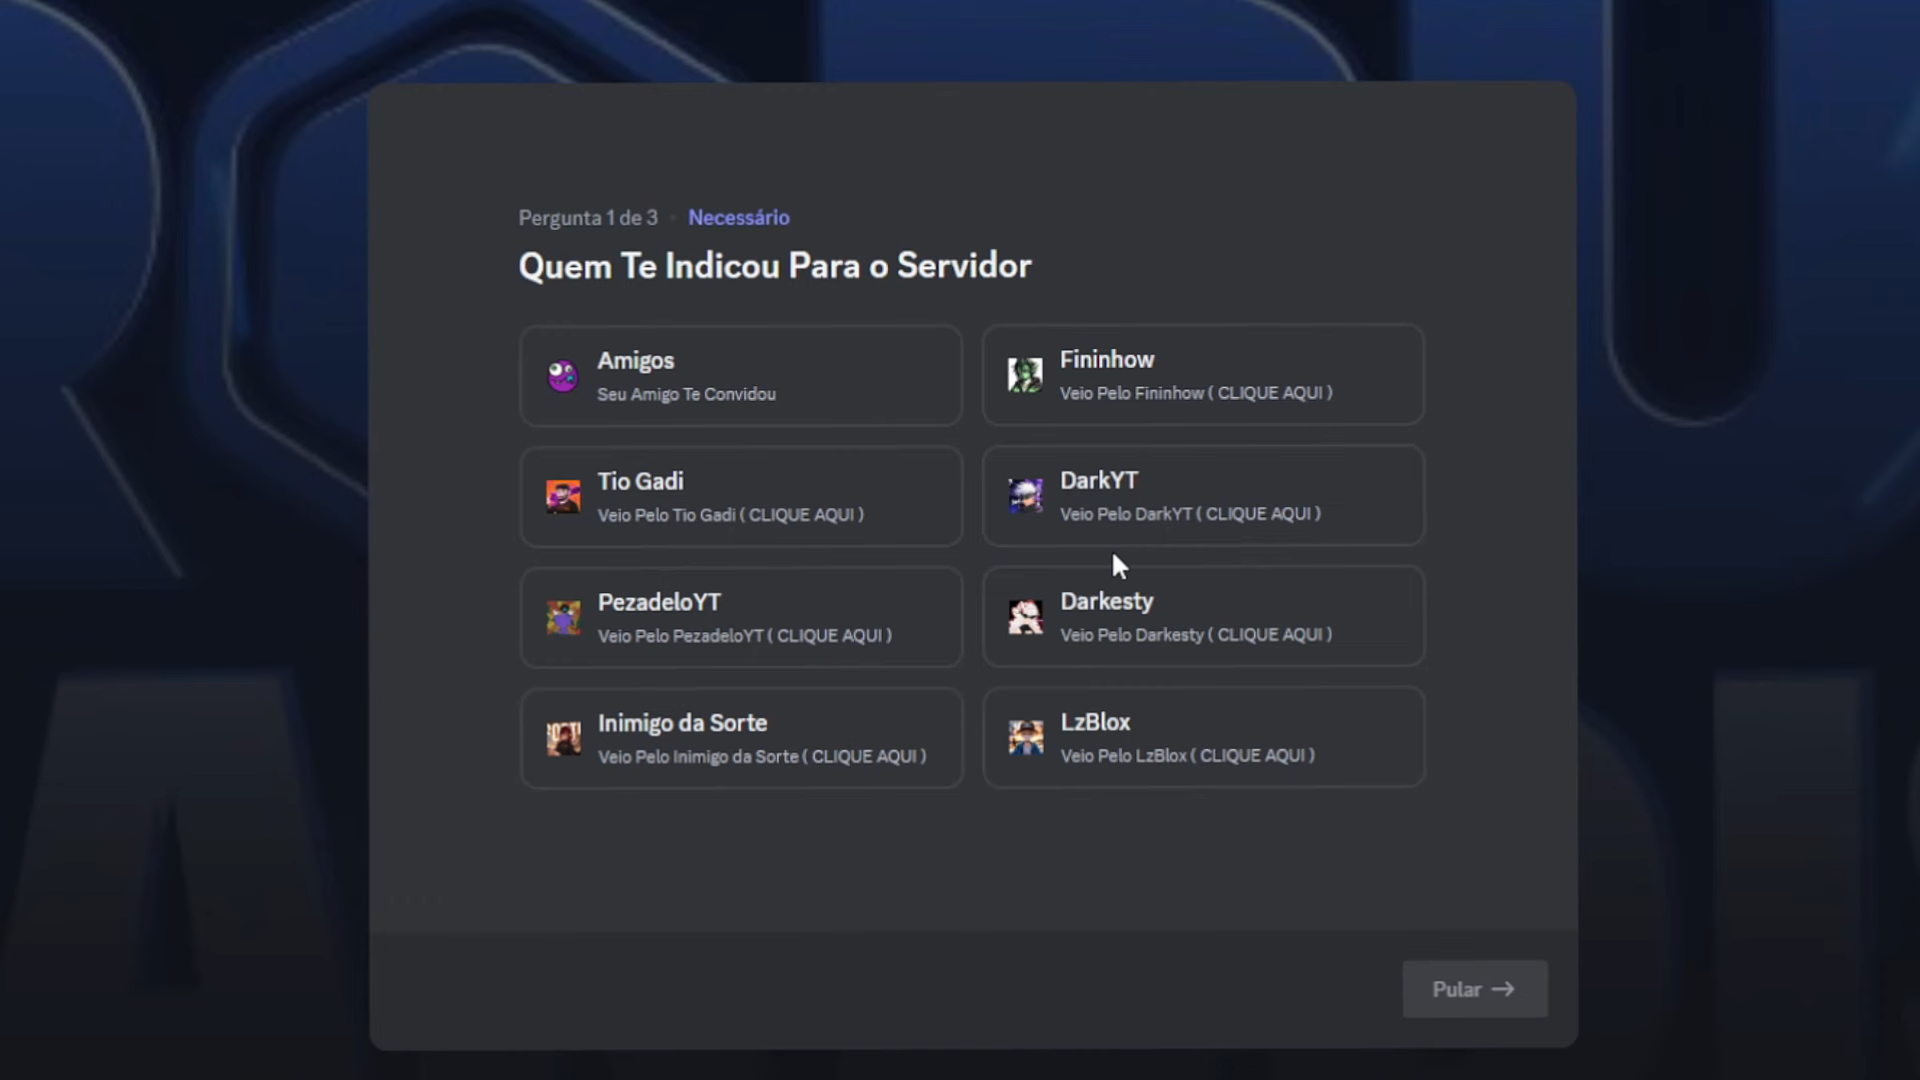 Pergunta 1 de 3 • Necessário
Quem Te Indicou Para o Servidor
Amigos
Seu Amigo Te Convidou
Fininhow
Veio Pelo Fininhow ( CLIQUE AQUI )
Tio Gadi
Veio Pelo Tio Gadi ( CLIQUE AQUI )
DarkYT
Veio Pelo DarkYT ( CLIQUE AQUI )
PezadeloYT
Veio Pelo PezadeloYT ( CLIQUE AQUI )
Darkesty
Veio Pelo Darkesty ( CLIQUE AQUI )
Inimigo da Sorte
Veio Pelo Inimigo da Sorte ( CLIQUE AQUI )
LzBlox
Veio Pelo LzBlox ( CLIQUE AQUI )
Pular →